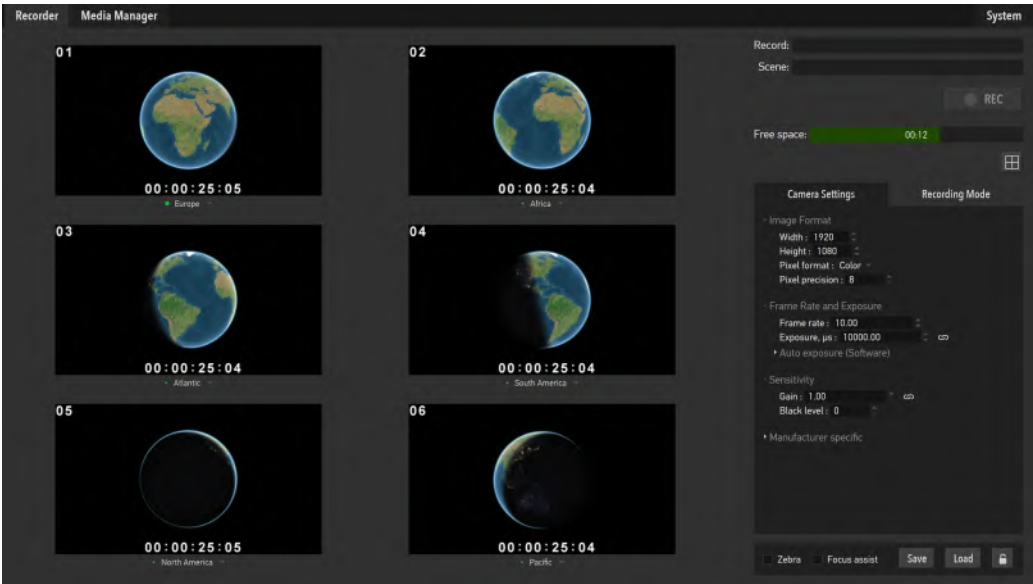 Recorder Media Manager System
01
00:00:25:05
Europe
02
00:00:25:04
Africa
03
00:00:25:04
Atlantic
04
00:00:25:04
South America
05
00:00:25:05
North America
06
00:00:25:04
Pacific
Record:
Scene:
REC
Free space: 00:12
Camera Settings Recording Mode
Image Format
Width : 1920
Height : 1080
Pixel format : Color
Pixel precision : 8
Frame Rate and Exposure
Frame rate : 10.00
Exposure, µs : 10000.00
Auto exposure (Software)
Sensitivity
Gain : 1.00
Black level : 0
Manufacturer specific
Zebra Focus assist Save Load